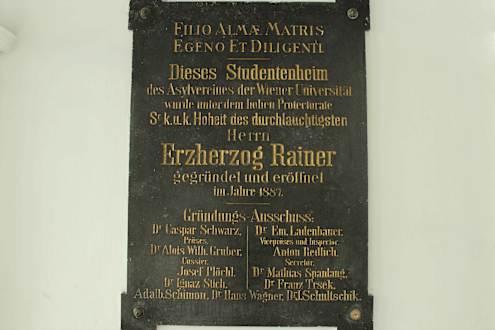 FILIO ALMÆ MATRIS
EGENO ET DILIGENTI.
Dieses Studentenheim
des Asylvereines der Wiener Universität
wurde unter dem hohen Protectorate
Sr k.u.k. Hoheit des durchlauchtigsten
Herrn
Erzherzog Rainer
gegründet und eröffnet
im Jahre 1887.
Gründungs-Ausschuss:
Dr Caspar Schwarz,
Präses.
Dr Alois Wilh. Gruber,
Cassier.
Josef Plöchl.
Dr Ignaz Stich.
Dr Em. Ladenbauer.
Vicepräses und Inspector.
Anton Redlich.
Secretär.
Dr Mathias Spanlang.
Dr Franz Trsek.
Adalb. Schimon. Dr Hans Wagner, Dr J. Schultschik.